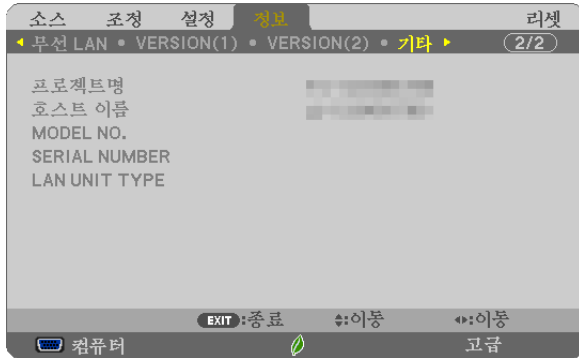 소스 조정 설정 정보 리셋
무선 LAN • VERSION(1) • VERSION(2) • 기타 2/2
프로젝트명
호스트 이름
MODEL NO.
SERIAL NUMBER
LAN UNIT TYPE
EXIT :종료 :이동 :이동
컴퓨터 고급